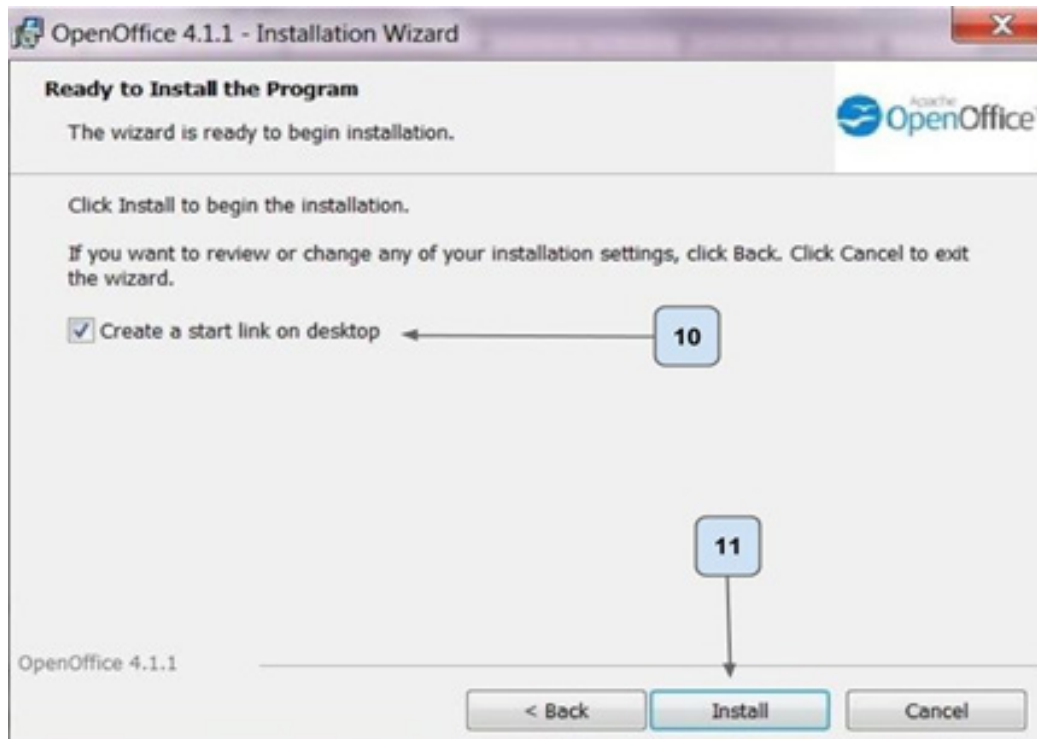 OpenOffice 4.1.1 - Installation Wizard
Ready to Install the Program
The wizard is ready to begin installation.
Apache
OpenOffice
Click Install to begin the installation.
If you want to review or change any of your installation settings, click Back. Click Cancel to exit
the wizard.
Create a start link on desktop
10
11
OpenOffice 4.1.1
< Back Install Cancel